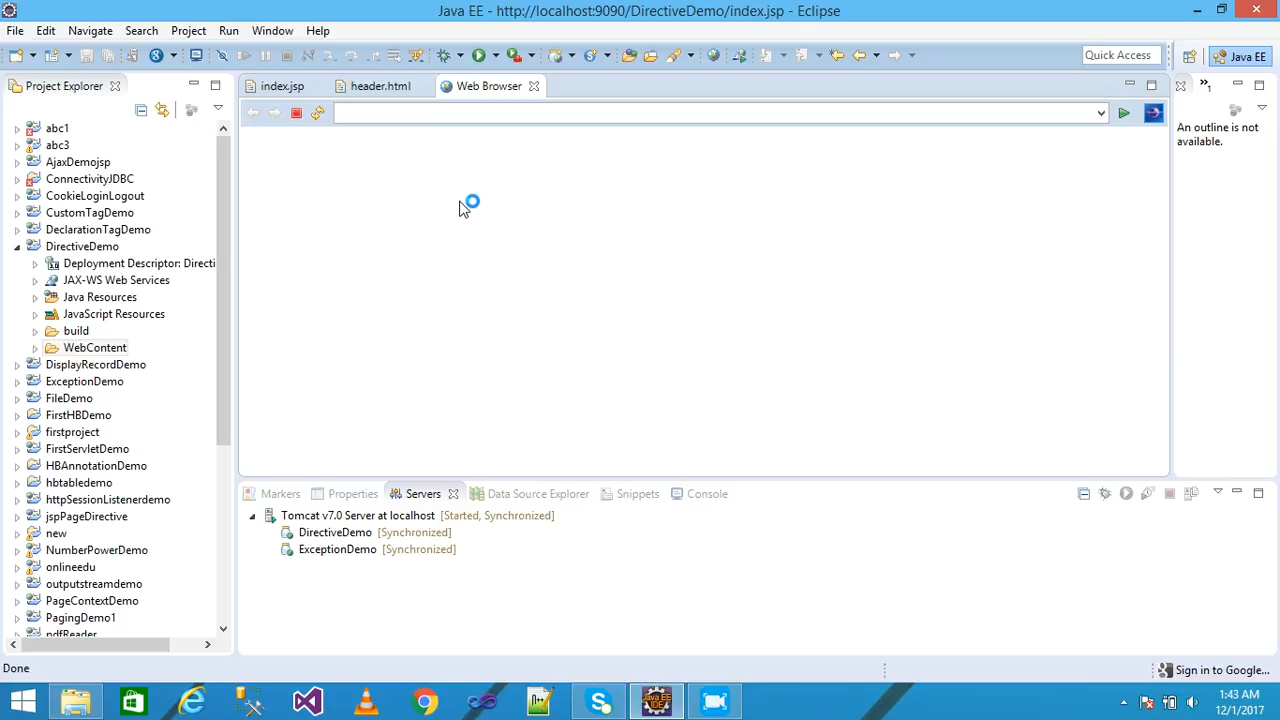 Java EE - http://localhost:9090/DirectiveDemo/index.jsp - Eclipse
File Edit Navigate Search Project Run Window Help
Quick Access
Java EE
Project Explorer
index.jsp
header.html
Web Browser
1
An outline is not
available.
abc1
abc3
AjaxDemojsp
ConnectivityJDBC
CookieLoginLogout
CustomTagDemo
DeclarationTagDemo
DirectiveDemo
Deployment Descriptor: Directi
JAX-WS Web Services
Java Resources
JavaScript Resources
build
WebContent
DisplayRecordDemo
ExceptionDemo
FileDemo
FirstHBDemo
firstproject
FirstServletDemo
HBAnnotationDemo
hbtabledemo
httpSessionListenerdemo
jspPageDirective
new
NumberPowerDemo
onlineedu
outputstreamdemo
PageContextDemo
PagingDemo1
pdfReader
Markers
Properties
Servers
Data Source Explorer
Snippets
Console
Tomcat v7.0 Server at localhost [Started, Synchronized]
DirectiveDemo [Synchronized]
ExceptionDemo [Synchronized]
Done
Sign in to Google...
Java EE
IDE
1:43 AM
12/1/2017